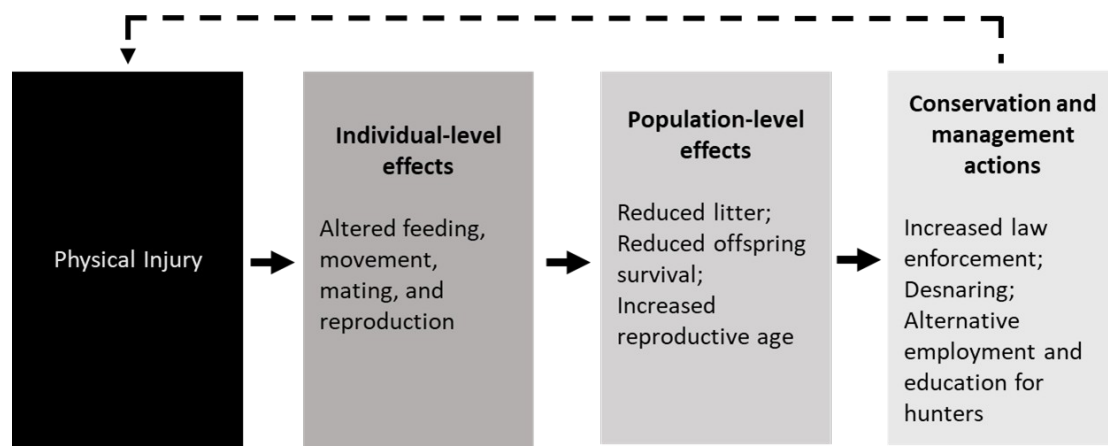 Physical Injury
Individual-level
effects
Altered feeding,
movement,
mating, and
reproduction
Population-level
effects
Reduced litter;
Reduced offspring
survival;
Increased
reproductive age
Conservation and
management
actions
Increased law
enforcement;
Desnaring;
Alternative
employment and
education for
hunters